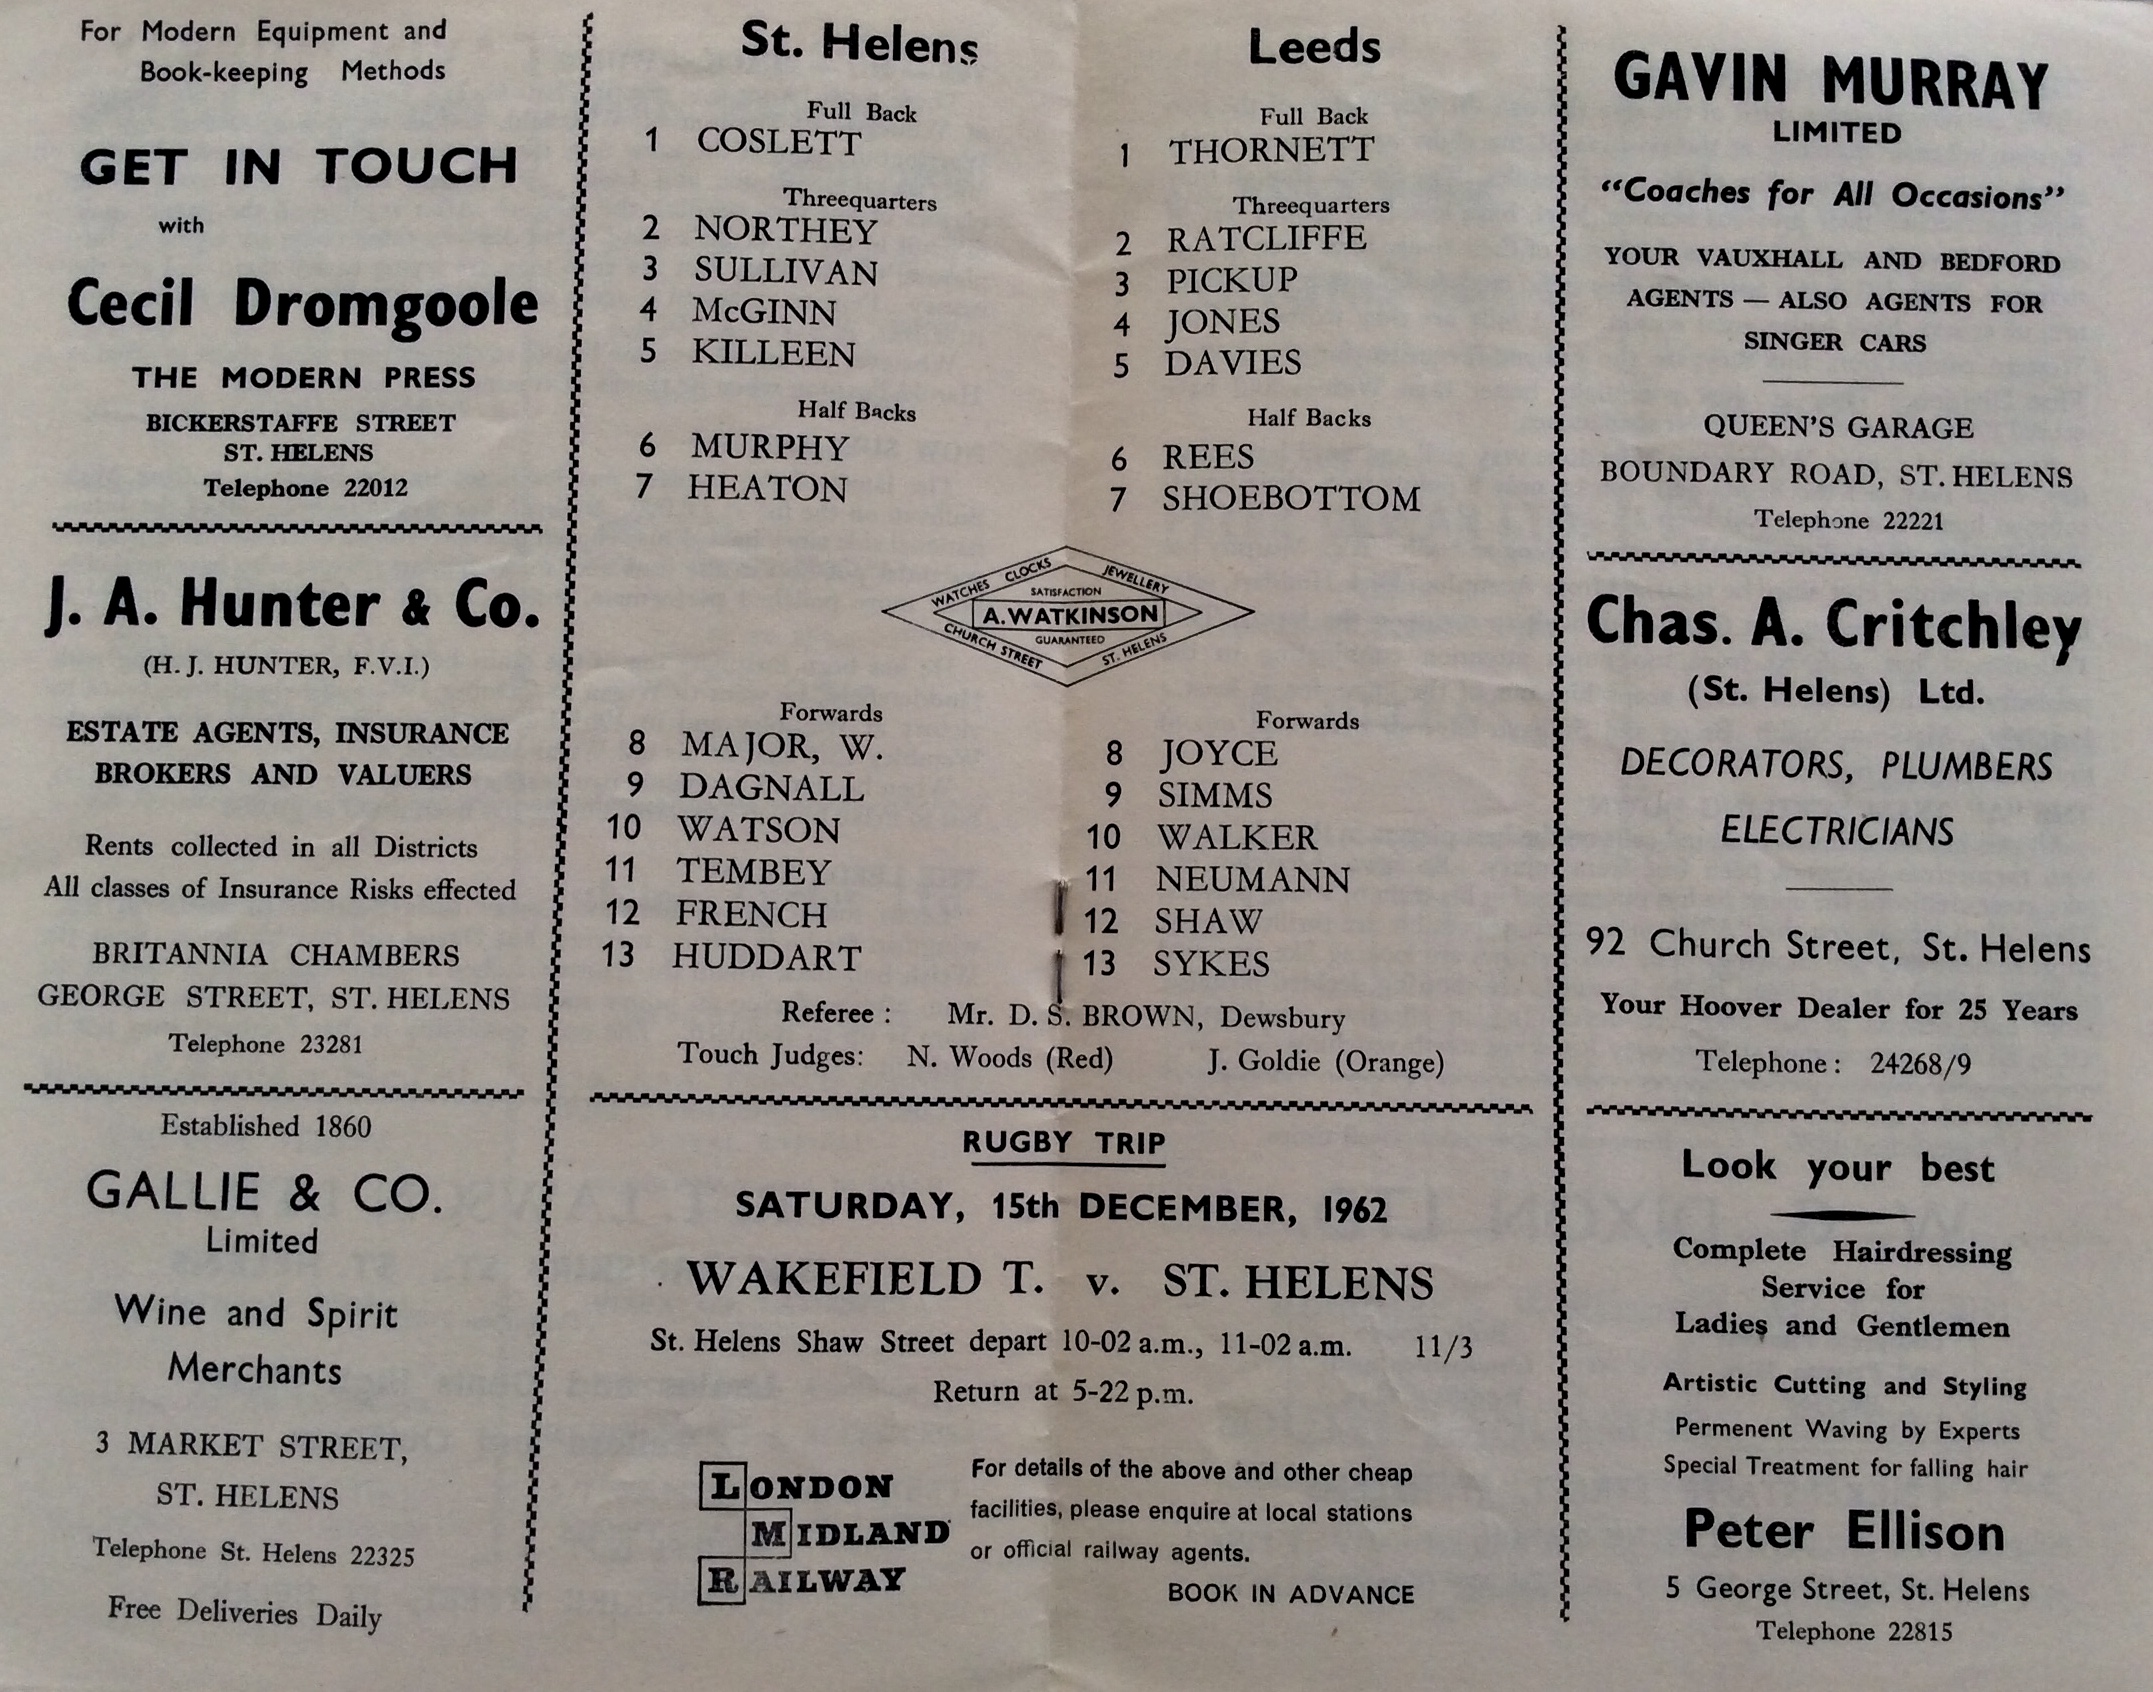 For Modern Equipment and
Book-keeping Methods
GET IN TOUCH
with
Cecil Dromgoole
THE MODERN PRESS
BICKERSTAFFE STREET
ST. HELENS
Telephone 22012
J. A. Hunter & Co.
(H. J. HUNTER, F.V.I.)
ESTATE AGENTS, INSURANCE
BROKERS AND VALUERS
Rents collected in all Districts
All classes of Insurance Risks effected
BRITANNIA CHAMBERS
GEORGE STREET, ST. HELENS
Telephone 23281
Established 1860
GALLIE & CO.
Limited
Wine and Spirit
Merchants
3 MARKET STREET,
ST. HELENS
Telephone St. Helens 22325
Free Deliveries Daily
St. Helens
Full Back
1 COSLETT
Threequarters
2 NORTHEY
3 SULLIVAN
4 McGINN
5 KILLEEN
Half Backs
6 MURPHY
7 HEATON
Leeds
Full Back
1 THORNETT
Threequarters
2 RATCLIFFE
3 PICKUP
4 JONES
5 DAVIES
Half Backs
6 REES
7 SHOEBOTTOM
WATCHES CLOCKS JEWELLERY
SATISFACTION
A. WATKINSON
GUARANTEED
CHURCH STREET ST. HELENS
Forwards
8 MAJOR, W.
9 DAGNALL
10 WATSON
11 TEMBEY
12 FRENCH
13 HUDDART
Forwards
8 JOYCE
9 SIMMS
10 WALKER
11 NEUMANN
12 SHAW
13 SYKES
Referee : Mr. D. S. BROWN, Dewsbury
Touch Judges: N. Woods (Red) J. Goldie (Orange)
RUGBY TRIP
SATURDAY, 15th DECEMBER, 1962
WAKEFIELD T. v. ST. HELENS
St. Helens Shaw Street depart 10-02 a.m., 11-02 a.m. 11/3
Return at 5-22 p.m.
LONDON
MIDLAND
RAILWAY
For details of the above and other cheap
facilities, please enquire at local stations
or official railway agents.
BOOK IN ADVANCE
GAVIN MURRAY
LIMITED
"Coaches for All Occasions"
YOUR VAUXHALL AND BEDFORD
AGENTS — ALSO AGENTS FOR
SINGER CARS
QUEEN'S GARAGE
BOUNDARY ROAD, ST. HELENS
Telephone 22221
Chas. A. Critchley
(St. Helens) Ltd.
DECORATORS, PLUMBERS
ELECTRICIANS
92 Church Street, St. Helens
Your Hoover Dealer for 25 Years
Telephone : 24268/9
Look your best
Complete Hairdressing
Service for
Ladies and Gentlemen
Artistic Cutting and Styling
Permenent Waving by Experts
Special Treatment for falling hair
Peter Ellison
5 George Street, St. Helens
Telephone 22815